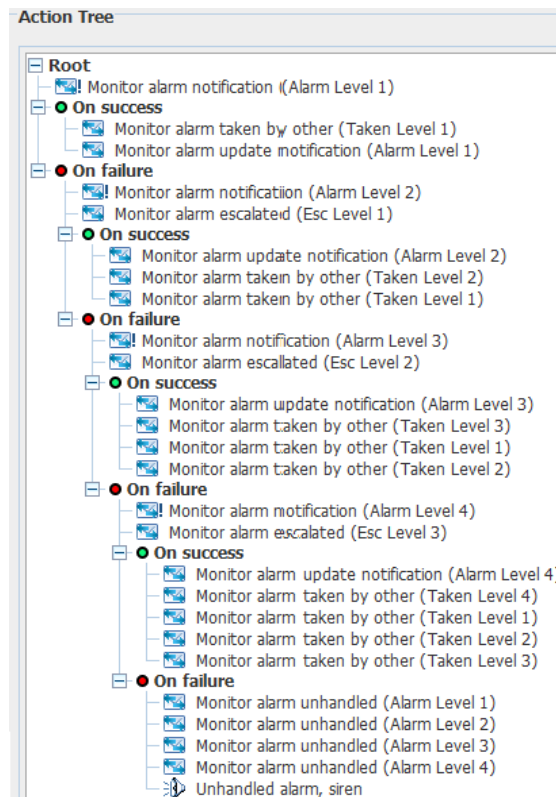 Action Tree
Root
Monitor alarm notification (Alarm Level 1)
On success
Monitor alarm taken by other (Taken Level 1)
Monitor alarm update notification (Alarm Level 1)
On failure
Monitor alarm notification (Alarm Level 2)
Monitor alarm escalated (Esc Level 1)
On success
Monitor alarm update notification (Alarm Level 2)
Monitor alarm taken by other (Taken Level 2)
Monitor alarm taken by other (Taken Level 1)
On failure
Monitor alarm notification (Alarm Level 3)
Monitor alarm escalated (Esc Level 2)
On success
Monitor alarm update notification (Alarm Level 3)
Monitor alarm taken by other (Taken Level 3)
Monitor alarm taken by other (Taken Level 1)
Monitor alarm taken by other (Taken Level 2)
On failure
Monitor alarm notification (Alarm Level 4)
Monitor alarm escalated (Esc Level 3)
On success
Monitor alarm update notification (Alarm Level 4)
Monitor alarm taken by other (Taken Level 4)
Monitor alarm taken by other (Taken Level 1)
Monitor alarm taken by other (Taken Level 2)
Monitor alarm taken by other (Taken Level 3)
On failure
Monitor alarm unhandled (Alarm Level 1)
Monitor alarm unhandled (Alarm Level 2)
Monitor alarm unhandled (Alarm Level 3)
Monitor alarm unhandled (Alarm Level 4)
Unhandled alarm, siren